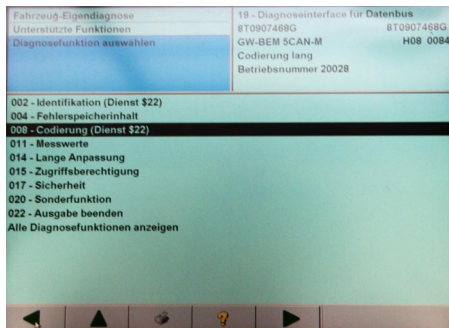 Fahrzeug-Eigendiagnose
Unterstützte Funktionen
Diagnosefunktion auswählen
19 - Diagnoseinterface für Datenbus
8T0907468G 8T0907468G
GW-BEM 5CAN-M H08 0084
Codierung lang
Betriebsnummer 20028
002 - Identifikation (Dienst $22)
004 - Fehlerspeicherinhalt
008 - Codierung (Dienst $22)
011 - Messwerte
014 - Lange Anpassung
015 - Zugriffsberechtigung
017 - Sicherheit
020 - Sonderfunktion
022 - Ausgabe beenden
Alle Diagnosefunktionen anzeigen